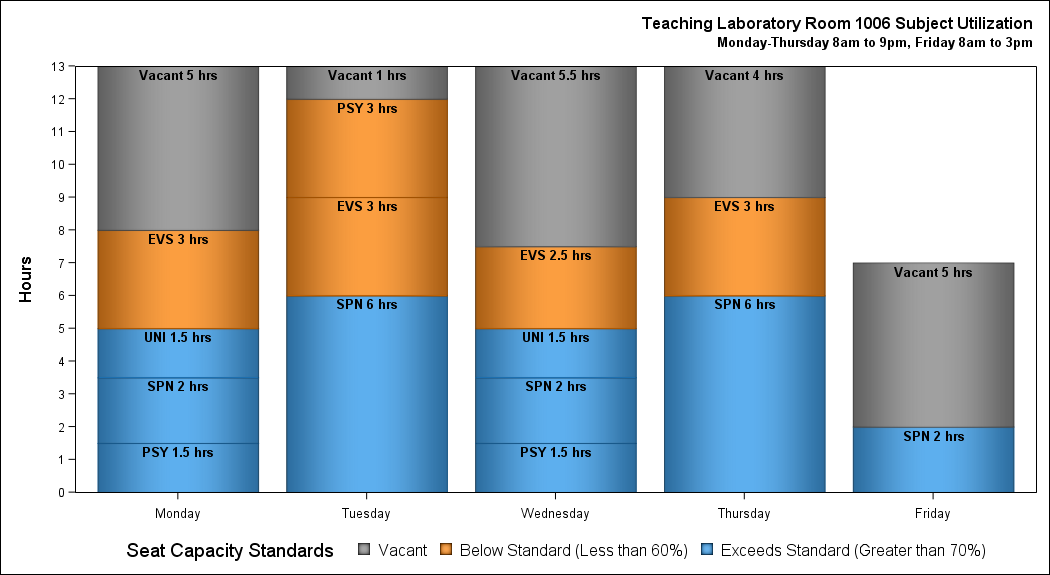 Teaching Laboratory Room 1006 Subject Utilization
Monday-Thursday 8am to 9pm, Friday 8am to 3pm
Hours
13
12
11
10
9
8
7
6
5
4
3
2
1
0
Vacant 5 hrs
EVS 3 hrs
UNI 1.5 hrs
SPN 2 hrs
PSY 1.5 hrs
Vacant 1 hrs
PSY 3 hrs
EVS 3 hrs
SPN 6 hrs
Vacant 5.5 hrs
EVS 2.5 hrs
UNI 1.5 hrs
SPN 2 hrs
PSY 1.5 hrs
Vacant 4 hrs
EVS 3 hrs
SPN 6 hrs
Vacant 5 hrs
SPN 2 hrs
Monday Tuesday Wednesday Thursday Friday
Seat Capacity Standards Vacant Below Standard (Less than 60%) Exceeds Standard (Greater than 70%)